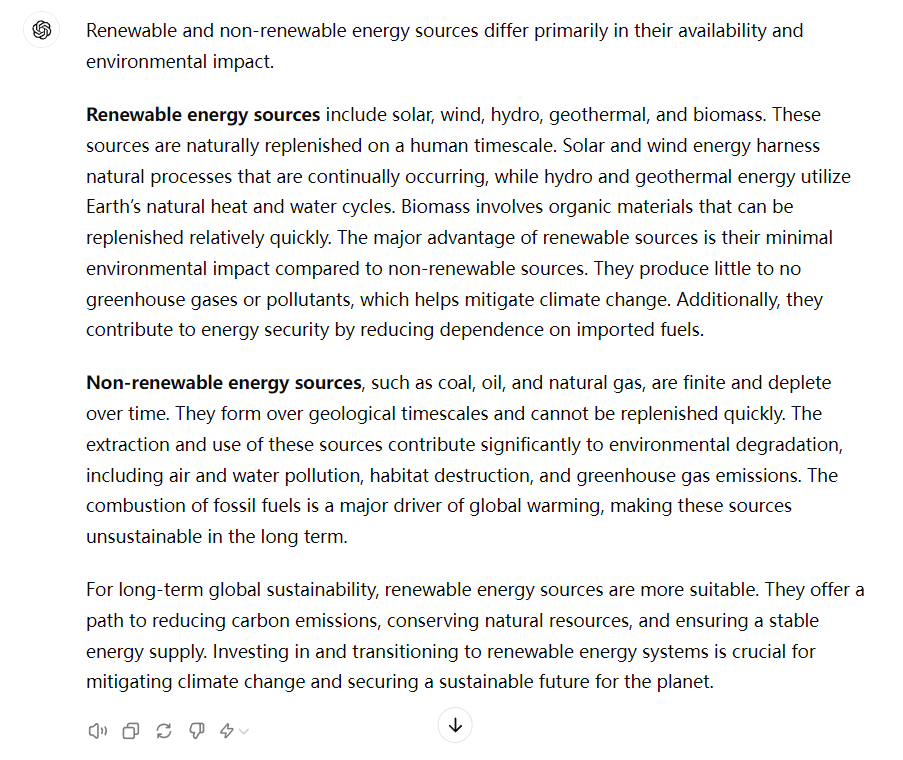 Renewable and non-renewable energy sources differ primarily in their availability and
environmental impact.
Renewable energy sources include solar, wind, hydro, geothermal, and biomass. These
sources are naturally replenished on a human timescale. Solar and wind energy harness
natural processes that are continually occurring, while hydro and geothermal energy utilize
Earth’s natural heat and water cycles. Biomass involves organic materials that can be
replenished relatively quickly. The major advantage of renewable sources is their minimal
environmental impact compared to non-renewable sources. They produce little to no
greenhouse gases or pollutants, which helps mitigate climate change. Additionally, they
contribute to energy security by reducing dependence on imported fuels.
Non-renewable energy sources, such as coal, oil, and natural gas, are finite and deplete
over time. They form over geological timescales and cannot be replenished quickly. The
extraction and use of these sources contribute significantly to environmental degradation,
including air and water pollution, habitat destruction, and greenhouse gas emissions. The
combustion of fossil fuels is a major driver of global warming, making these sources
unsustainable in the long term.
For long-term global sustainability, renewable energy sources are more suitable. They offer a
path to reducing carbon emissions, conserving natural resources, and ensuring a stable
energy supply. Investing in and transitioning to renewable energy systems is crucial for
mitigating climate change and securing a sustainable future for the planet.